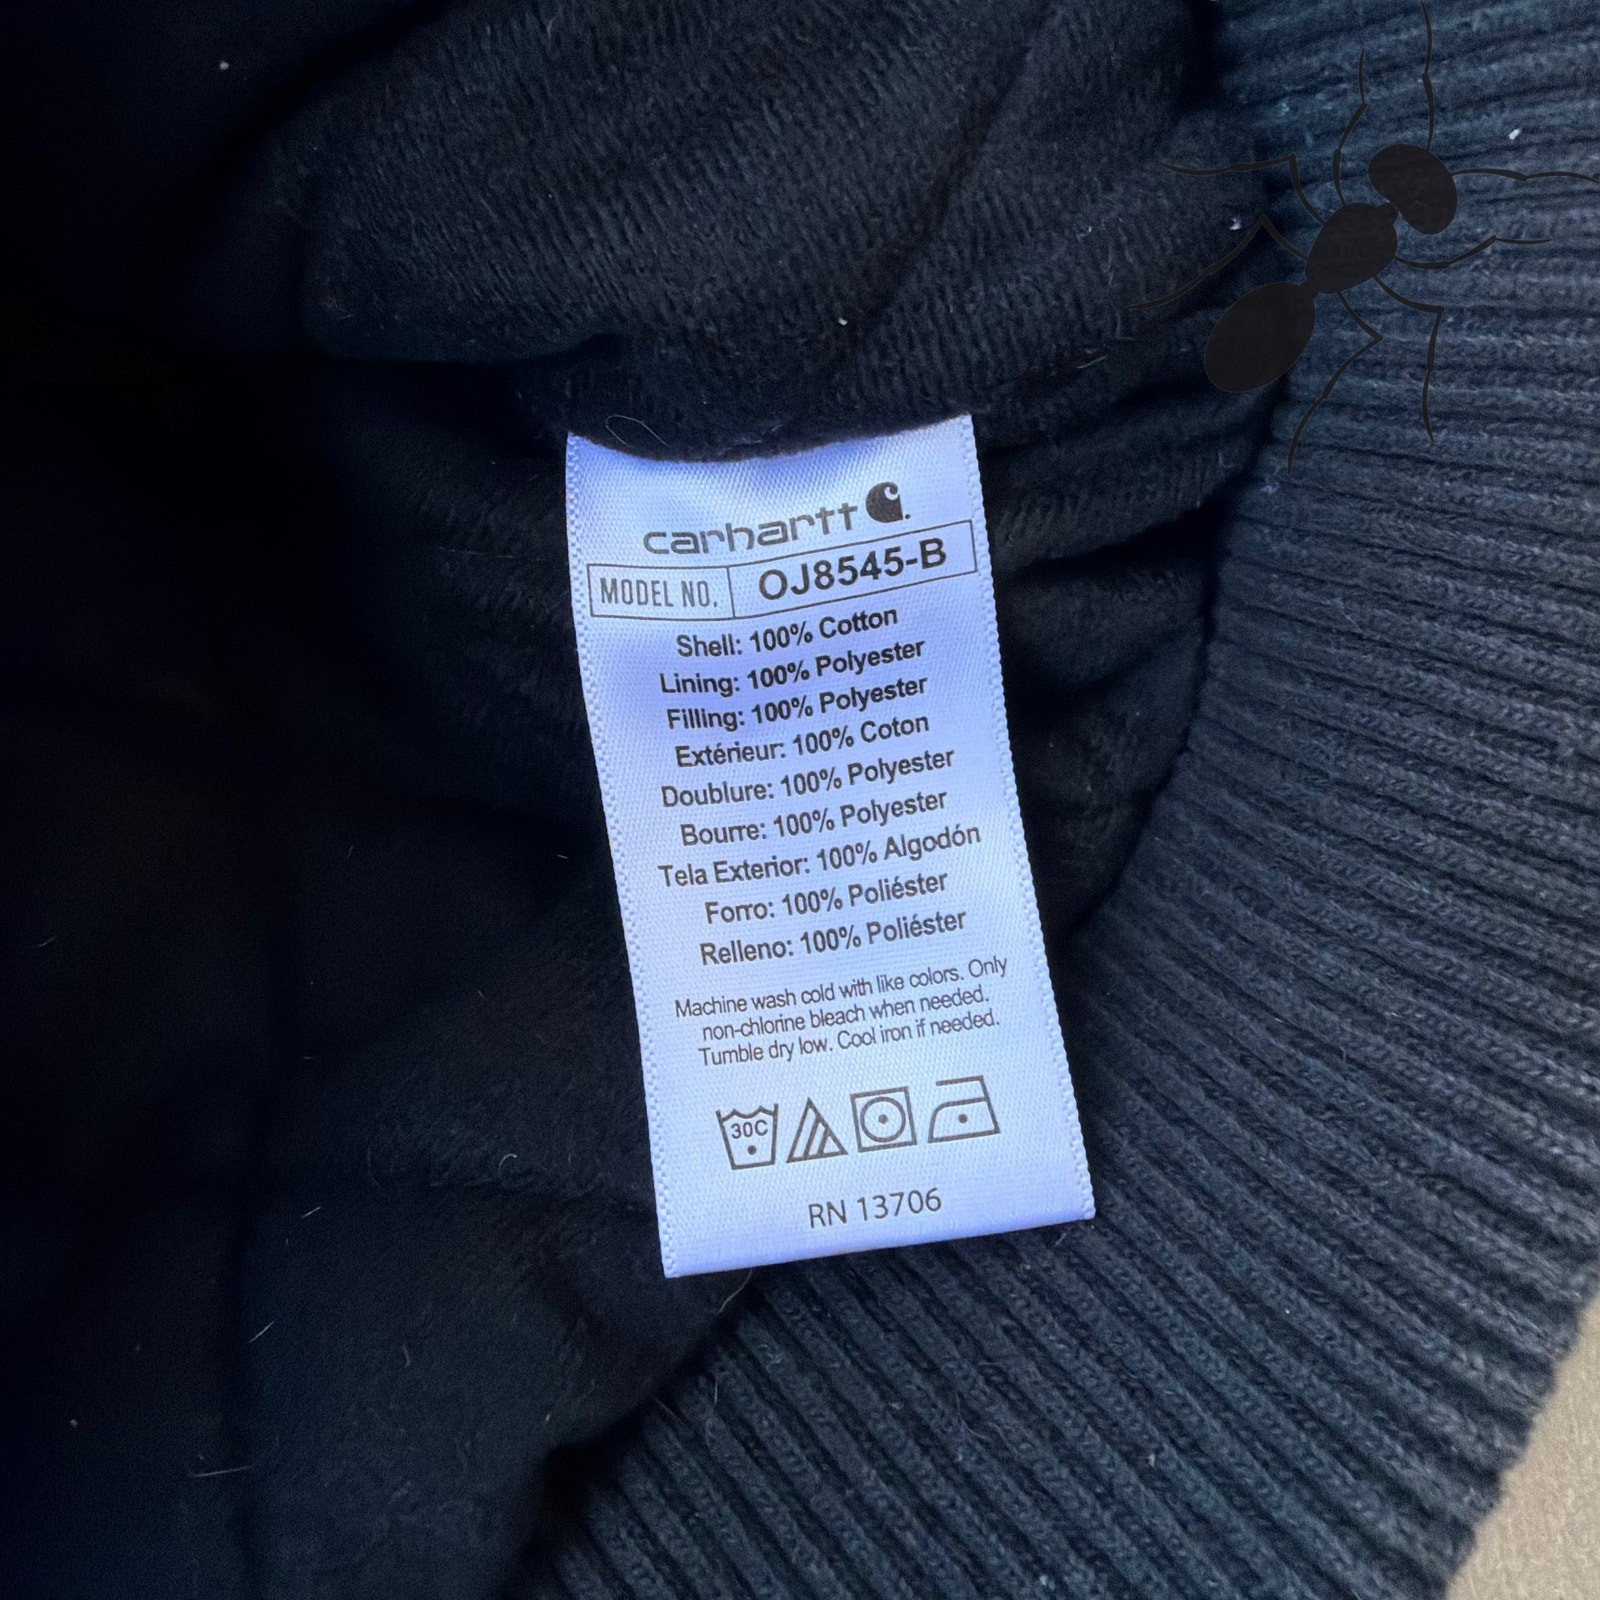 carhartt
MODEL NO. OJ8545-B
Shell: 100% Cotton
Lining: 100% Polyester
Filling: 100% Polyester
Extérieur: 100% Coton
Doublure: 100% Polyester
Bourre: 100% Polyester
Tela Exterior: 100% Algodón
Forro: 100% Poliéster
Relleno: 100% Poliéster
Machine wash cold with like colors. Only
non-chlorine bleach when needed.
Tumble dry low. Cool iron if needed.
30C
RN 13706